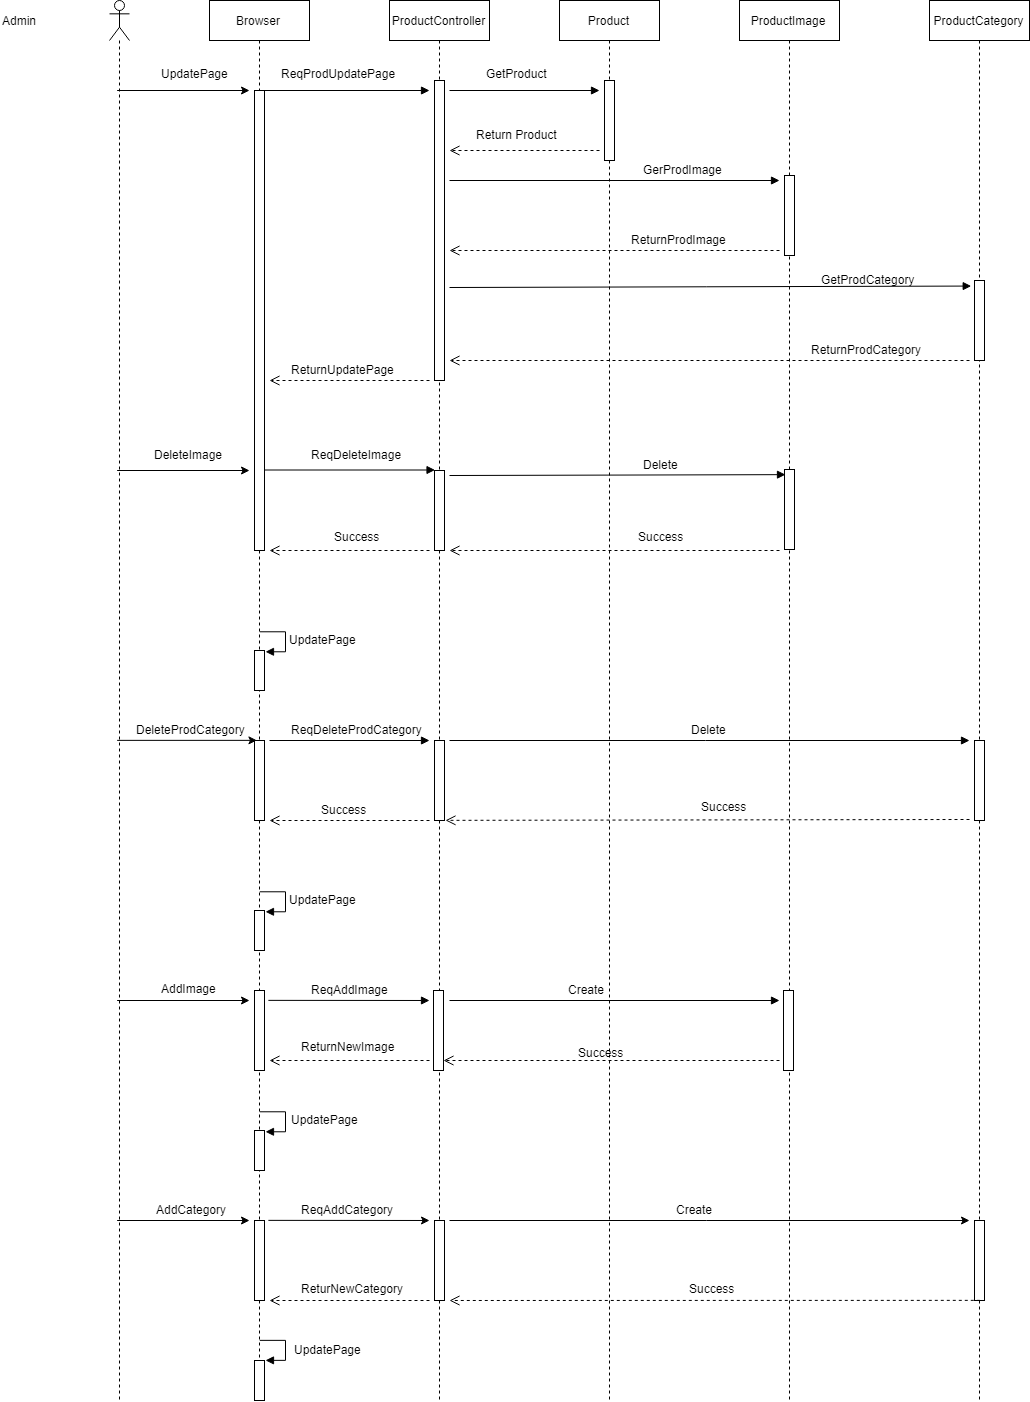 Admin
Browser
ProductController
Product
ProductImage
ProductCategory
UpdatePage
ReqProdUpdatePage
GetProduct
Return Product
GerProdImage
ReturnProdImage
GetProdCategory
ReturnProdCategory
ReturnUpdatePage
DeleteImage
ReqDeleteImage
Delete
Success
Success
UpdatePage
DeleteProdCategory
ReqDeleteProdCategory
Delete
Success
Success
UpdatePage
AddImage
ReqAddImage
Create
ReturnNewImage
Success
UpdatePage
AddCategory
ReqAddCategory
Create
ReturNewCategory
Success
UpdatePage